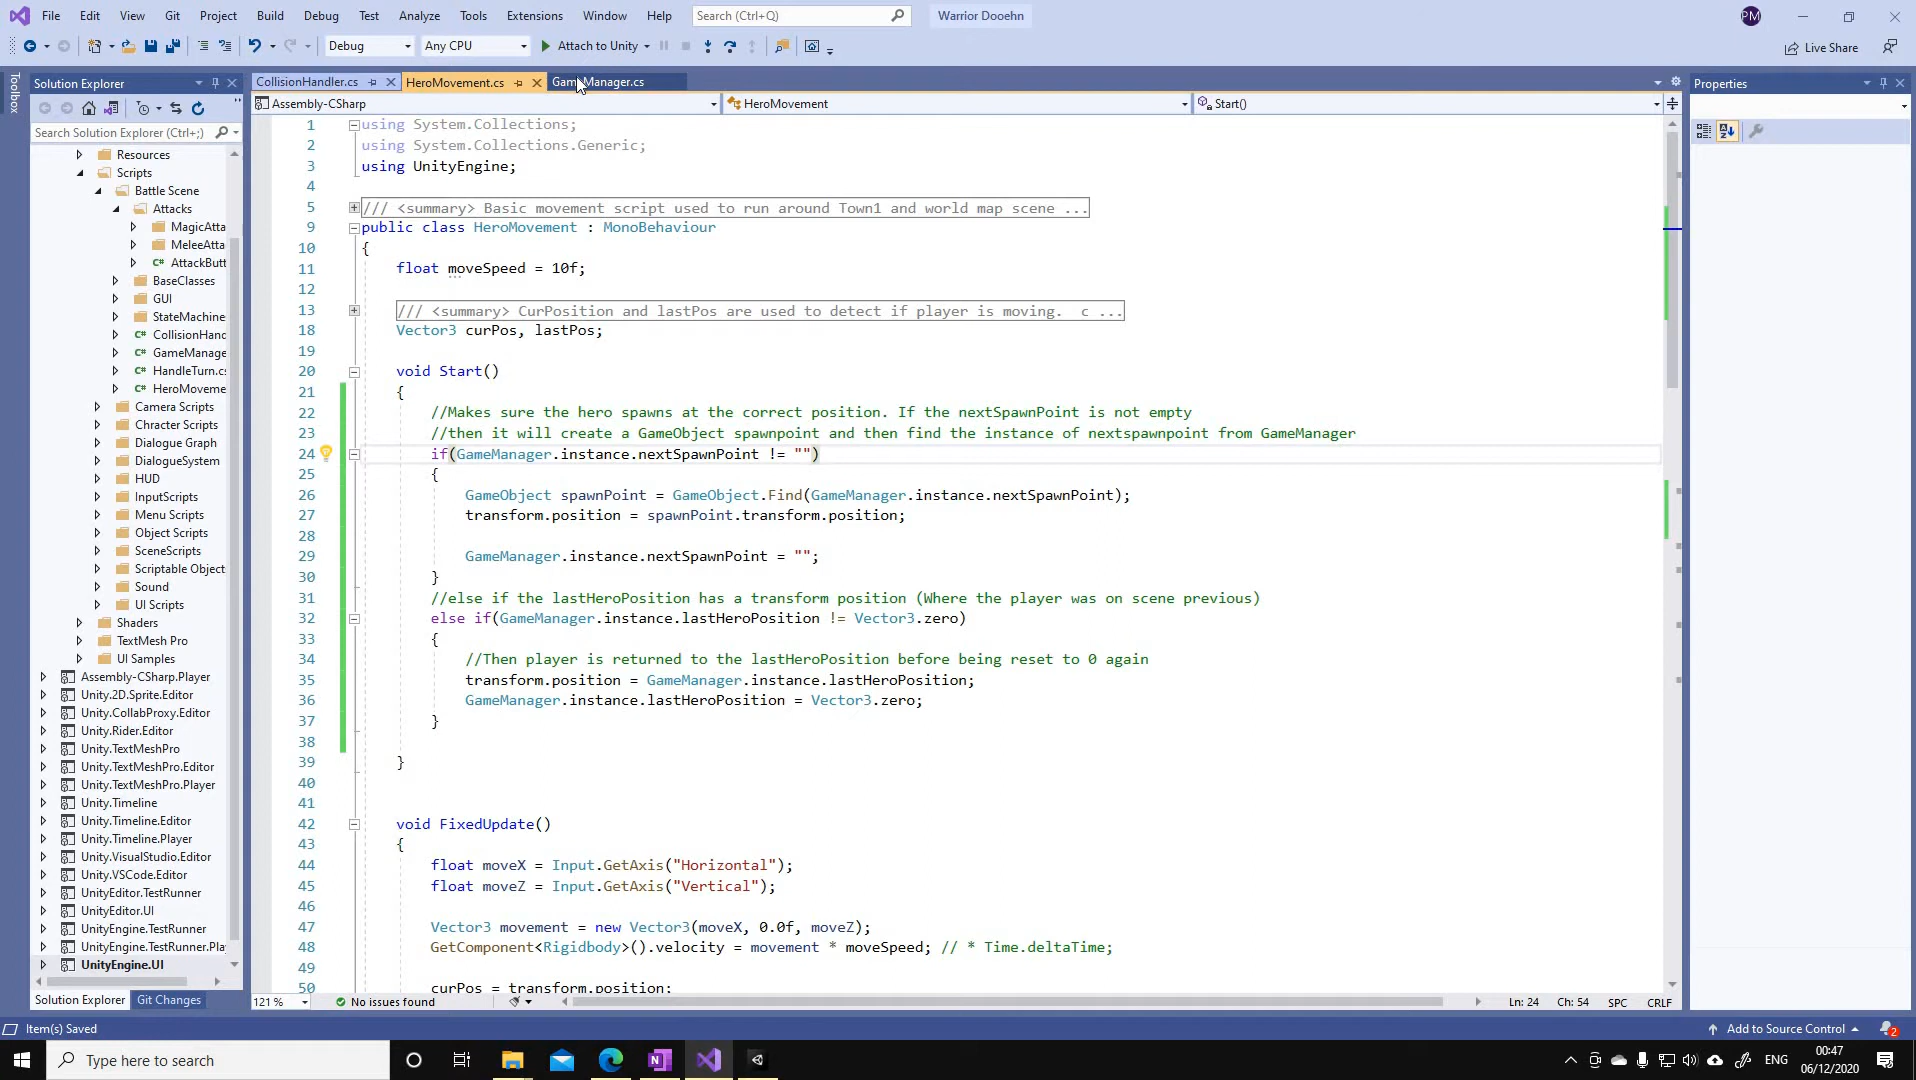 File Edit View Git Project Build Debug Test Analyze Tools Extensions Window Help Search (Ctrl+Q) Warrior Dooehn PM
Debug Any CPU Attach to Unity Live Share
Toolbox
Solution Explorer
Search Solution Explorer (Ctrl+;)
Resources
Scripts
Battle Scene
Attacks
MagicAtta
MeleeAtta
AttackButt
BaseClasses
GUI
StateMachine
CollisionHand
GameManage
HandleTurn.cs
HeroMoveme
Camera Scripts
Chracter Scripts
Dialogue Graph
DialogueSystem
HUD
InputScripts
Menu Scripts
Object Scripts
SceneScripts
Scriptable Object
Sound
UI Scripts
Shaders
TextMesh Pro
UI Samples
Assembly-CSharp.Player
Unity.2D.Sprite.Editor
Unity.CollabProxy.Editor
Unity.Rider.Editor
Unity.TextMeshPro
Unity.TextMeshPro.Editor
Unity.TextMeshPro.Player
Unity.Timeline
Unity.Timeline.Editor
Unity.Timeline.Player
Unity.VisualStudio.Editor
Unity.VSCode.Editor
UnityEditor.TestRunner
UnityEditor.UI
UnityEngine.TestRunner
UnityEngine.TestRunner.Pla
UnityEngine.UI
Solution Explorer Git Changes
CollisionHandler.cs HeroMovement.cs GameManager.cs
Assembly-CSharp HeroMovement Start()
1 using System.Collections;
2 using System.Collections.Generic;
3 using UnityEngine;
4
5 /// <summary> Basic movement script used to run around Town1 and world map scene ...
9 public class HeroMovement : MonoBehaviour
10 {
11 float moveSpeed = 10f;
12
13 /// <summary> CurPosition and lastPos are used to detect if player is moving. c ...
18 Vector3 curPos, lastPos;
19
20 void Start()
21 {
22 //Makes sure the hero spawns at the correct position. If the nextSpawnPoint is not empty
23 //then it will create a GameObject spawnpoint and then find the instance of nextspawnpoint from GameManager
24 if(GameManager.instance.nextSpawnPoint != "")
25 {
26 GameObject spawnPoint = GameObject.Find(GameManager.instance.nextSpawnPoint);
27 transform.position = spawnPoint.transform.position;
28
29 GameManager.instance.nextSpawnPoint = "";
30 }
31 //else if the lastHeroPosition has a transform position (Where the player was on scene previous)
32 else if(GameManager.instance.lastHeroPosition != Vector3.zero)
33 {
34 //Then player is returned to the lastHeroPosition before being reset to 0 again
35 transform.position = GameManager.instance.lastHeroPosition;
36 GameManager.instance.lastHeroPosition = Vector3.zero;
37 }
38
39 }
40
41
42 void FixedUpdate()
43 {
44 float moveX = Input.GetAxis("Horizontal");
45 float moveZ = Input.GetAxis("Vertical");
46
47 Vector3 movement = new Vector3(moveX, 0.0f, moveZ);
48 GetComponent<Rigidbody>().velocity = movement * moveSpeed; // * Time.deltaTime;
49
50 curPos = transform.position;
121 % No issues found Ln: 24 Ch: 54 SPC CRLF
Properties
Item(s) Saved Add to Source Control 2
Type here to search ENG 00:47
06/12/2020